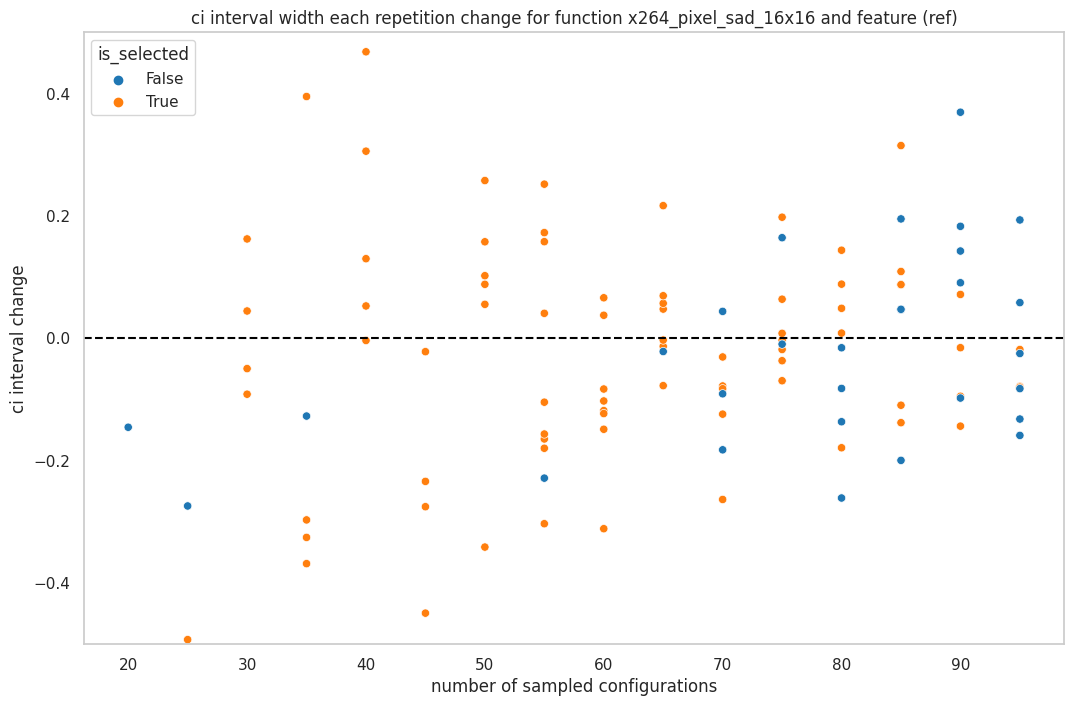 ci interval width each repetition change for function x264_pixel_sad_16x16 and feature (ref)
is_selected
False
True
0.4
0.2
0.0
−0.2
−0.4
ci interval change
20
30
40
50
60
70
80
90
number of sampled configurations